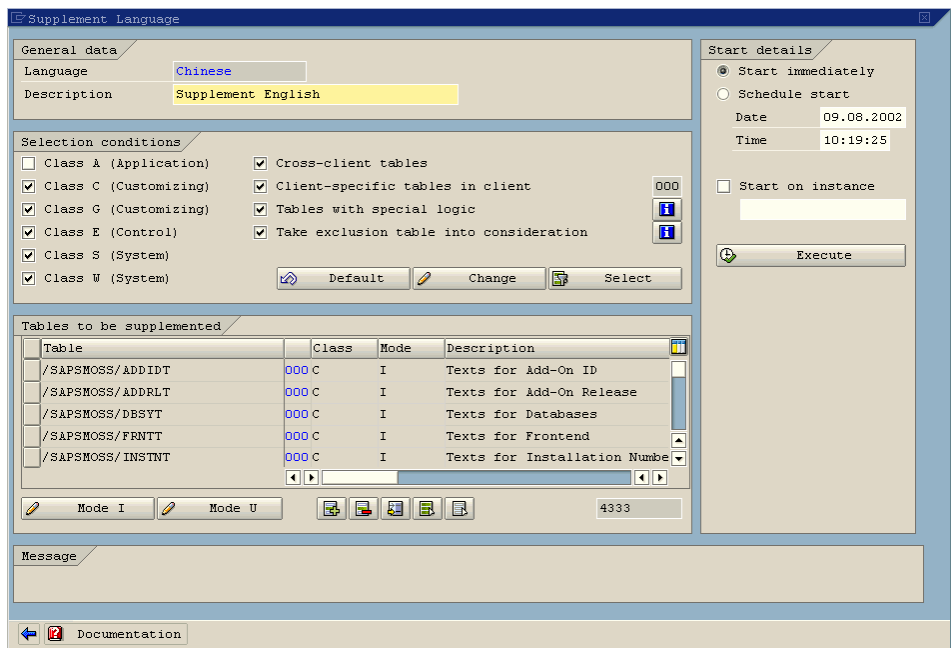 Supplement Language
General data
Language Chinese
Description Supplement English
Selection conditions
Class A (Application) Cross-client tables
Class C (Customizing) Client-specific tables in client 000
Class G (Customizing) Tables with special logic
Class E (Control) Take exclusion table into consideration
Class S (System)
Class W (System) Default Change Select
Tables to be supplemented
Table Class Mode Description
/SAPSMOSS/ADDIDT 000 C I Texts for Add-On ID
/SAPSMOSS/ADDRLT 000 C I Texts for Add-On Release
/SAPSMOSS/DBSYT 000 C I Texts for Databases
/SAPSMOSS/FRNTT 000 C I Texts for Frontend
/SAPSMOSS/INSTNT 000 C I Texts for Installation Numbe
Mode I Mode U 4333
Start details
Start immediately
Schedule start
Date 09.08.2002
Time 10:19:25
Start on instance
Execute
Message
Documentation